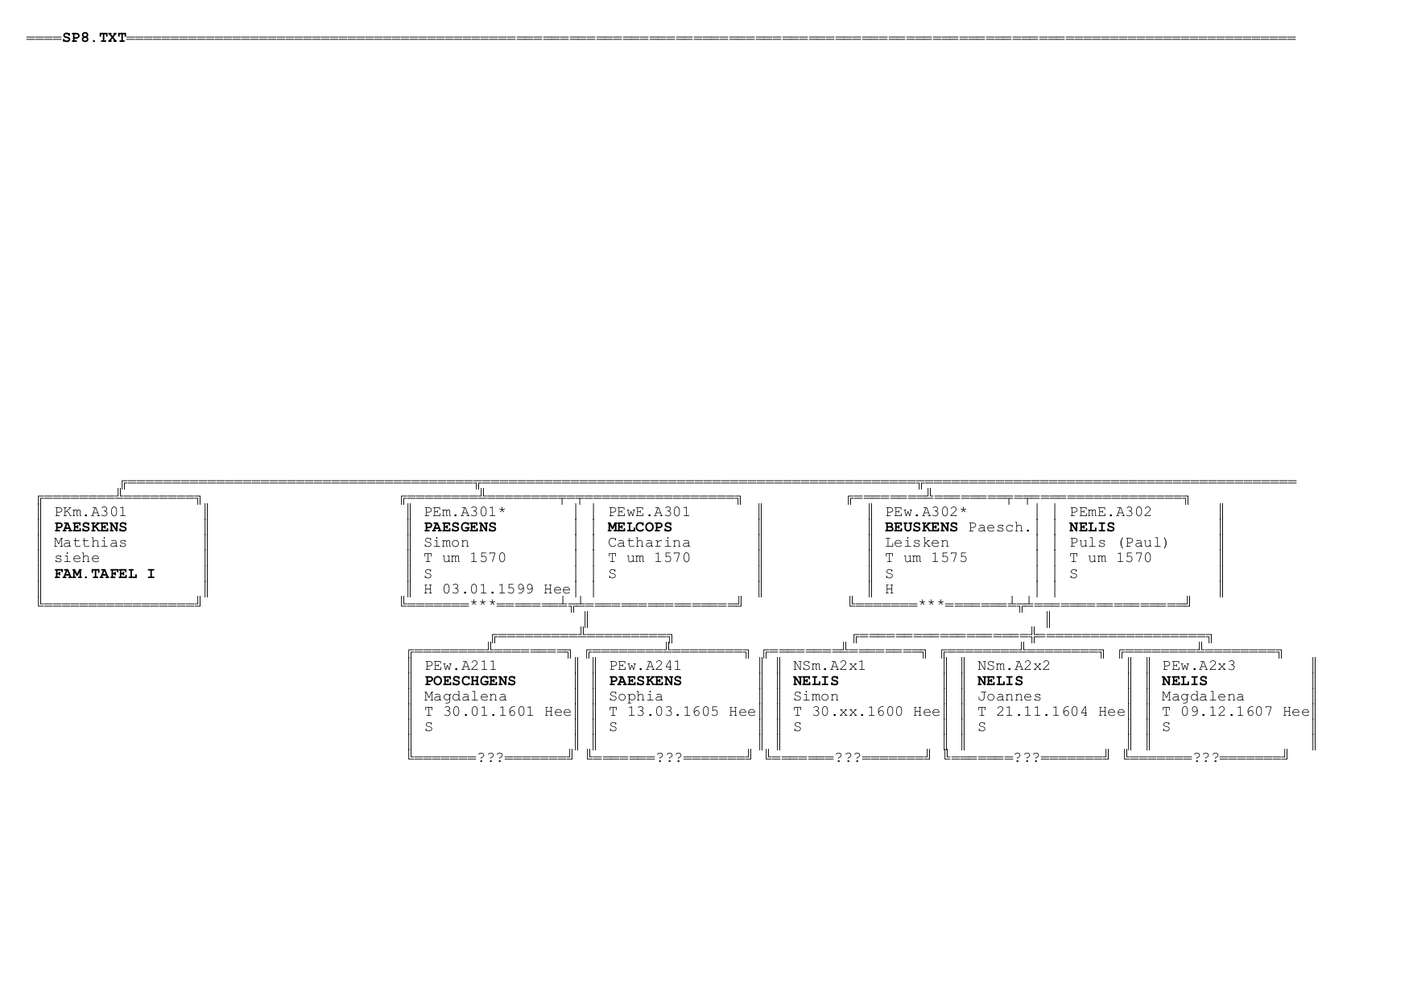 SP8.TXT
PKm.A301
PAESKENS
Matthias
siehe
FAM.TAFEL I
PEm.A301*
PAESGENS
Simon
T um 1570
S
H 03.01.1599 Hee
***
PEwE.A301
MELCOPS
Catharina
T um 1570
S
PEw.A302*
BEUSKENS Paesch.
Leisken
T um 1575
S
H
***
PEmE.A302
NELIS
Puls (Paul)
T um 1570
S
PEw.A211
POESCHGENS
Magdalena
T 30.01.1601 Hee
S
???
PEw.A241
PAESKENS
Sophia
T 13.03.1605 Hee
S
???
NSm.A2x1
NELIS
Simon
T 30.xx.1600 Hee
S
???
NSm.A2x2
NELIS
Joannes
T 21.11.1604 Hee
S
???
PEw.A2x3
NELIS
Magdalena
T 09.12.1607 Hee
S
???